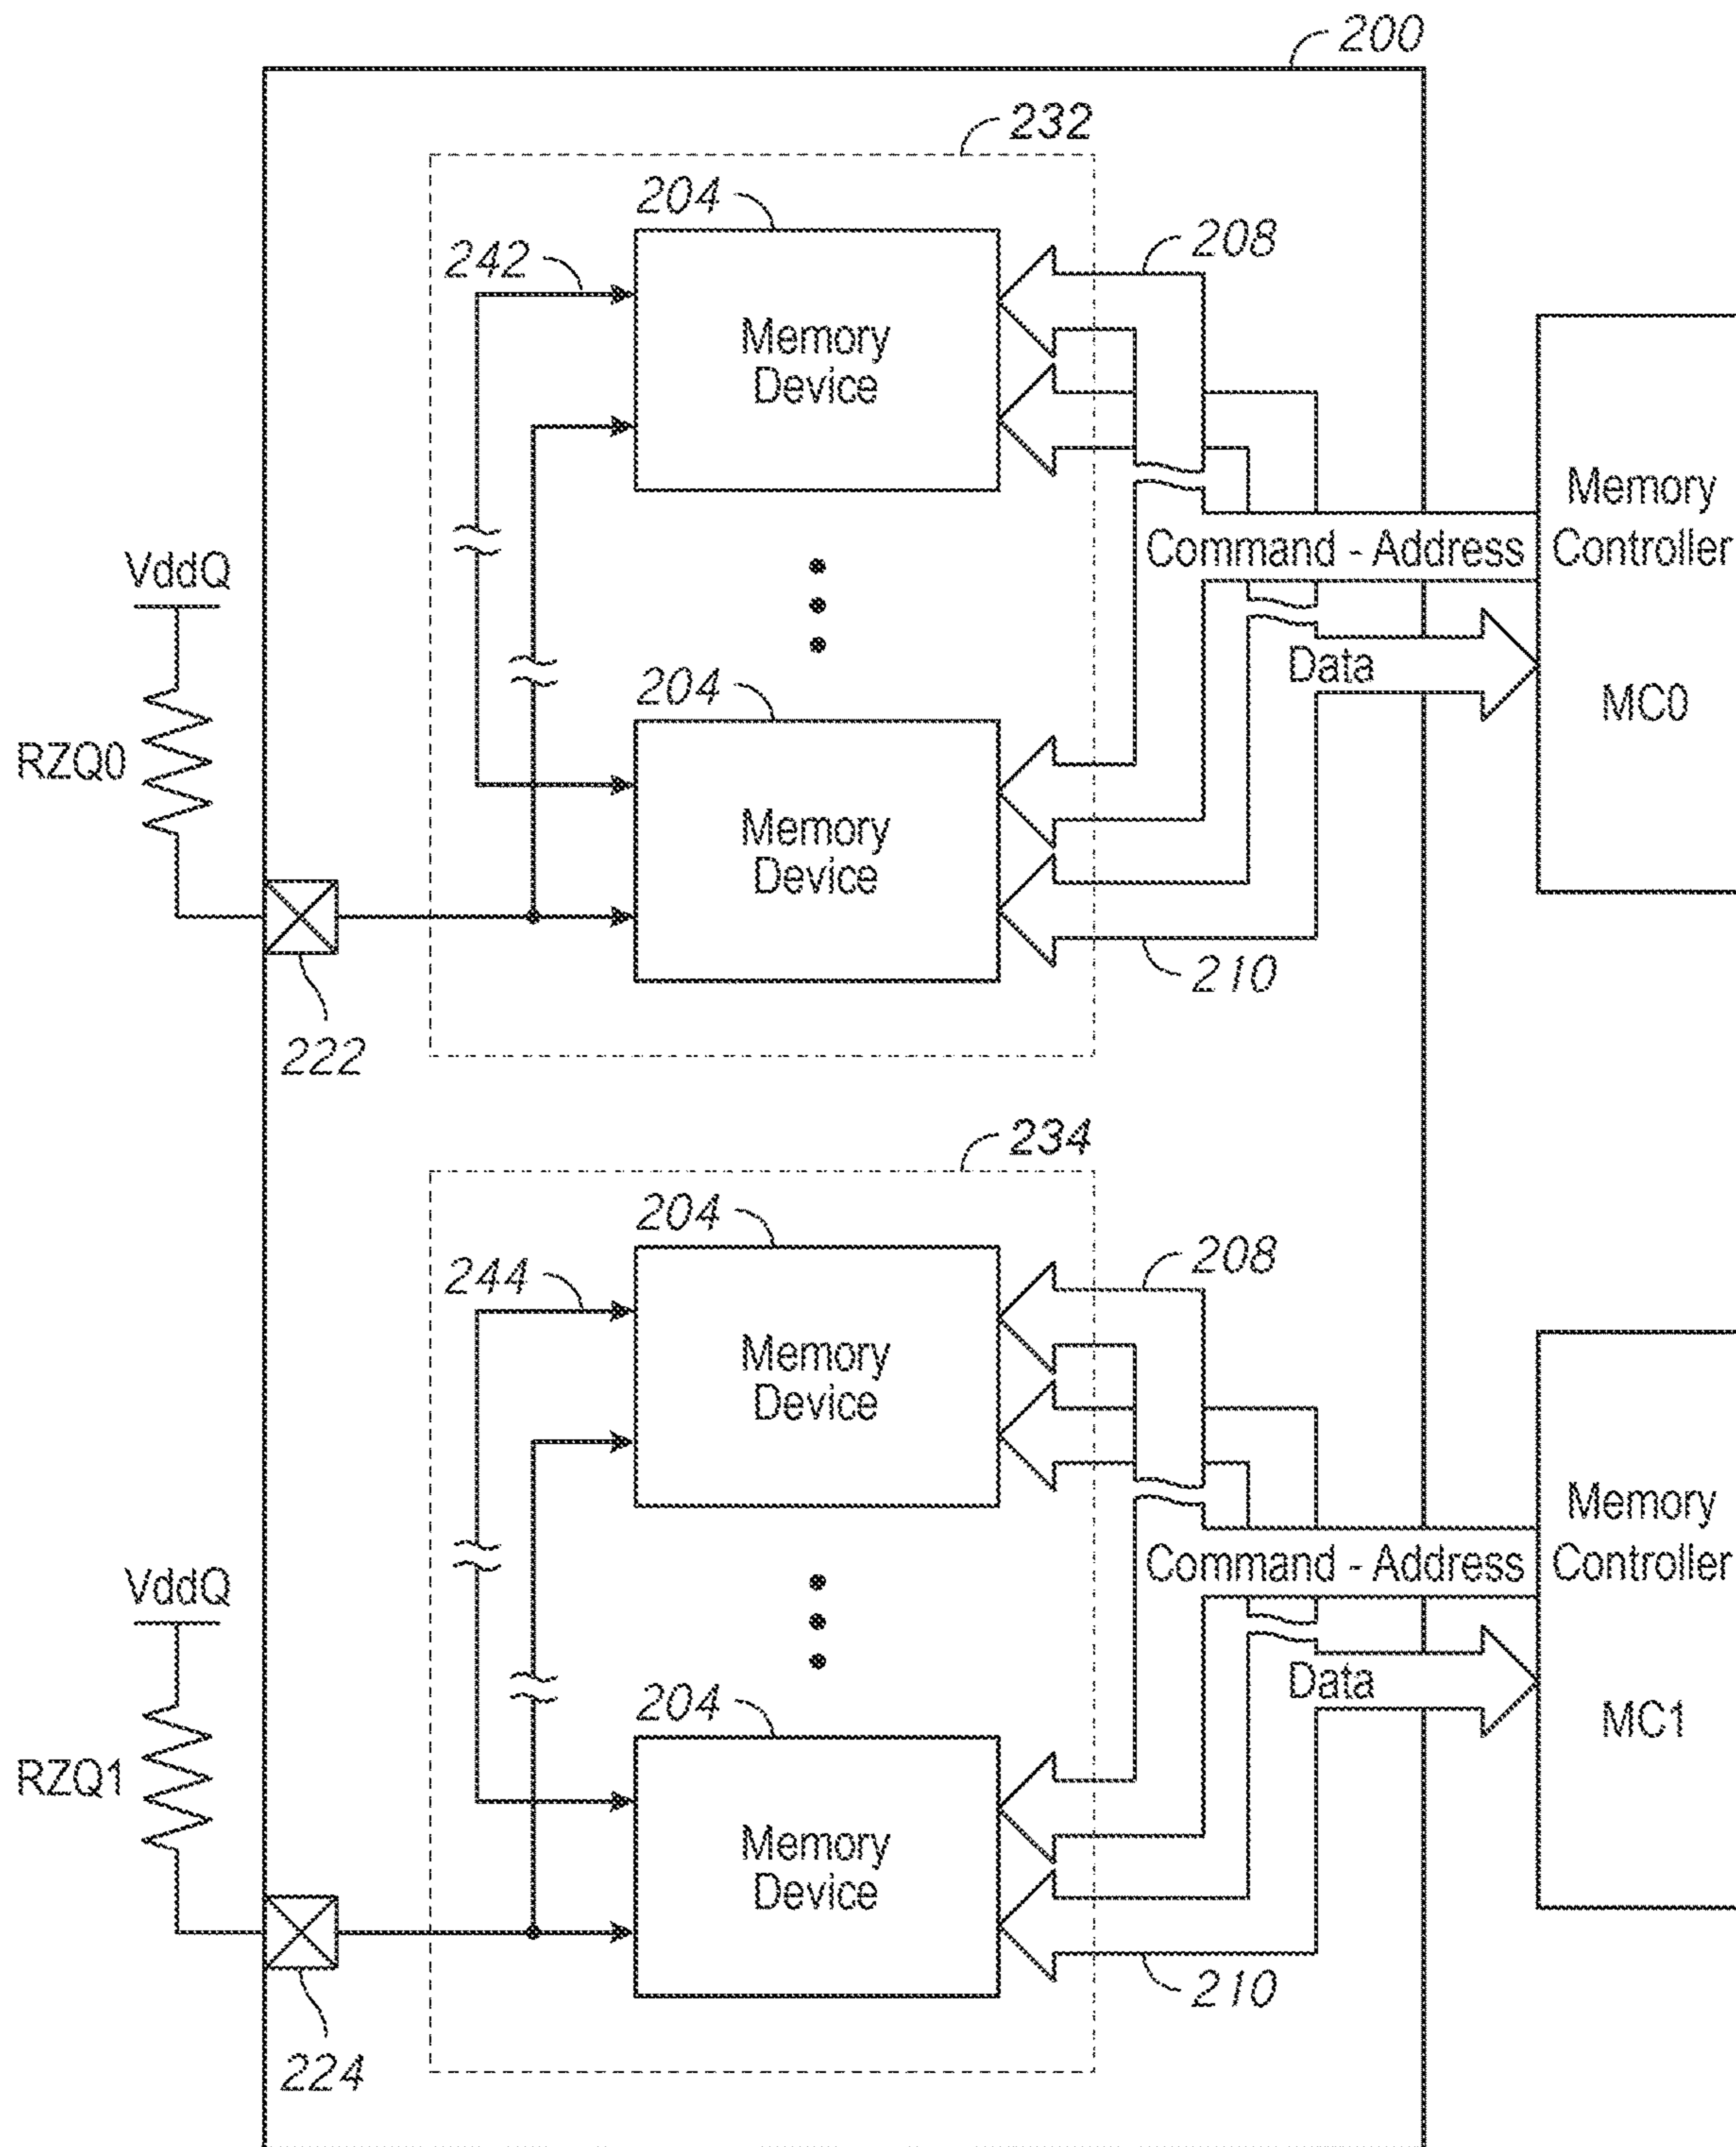 200
232
204
242
208
Memory
Device
Memory
Controller
MC0
Command - Address
VddQ
Data
204
RZQ0
Memory
Device
210
222
234
204
244
208
Memory
Device
Memory
Controller
MC1
Command - Address
VddQ
Data
204
RZQ1
Memory
Device
210
224